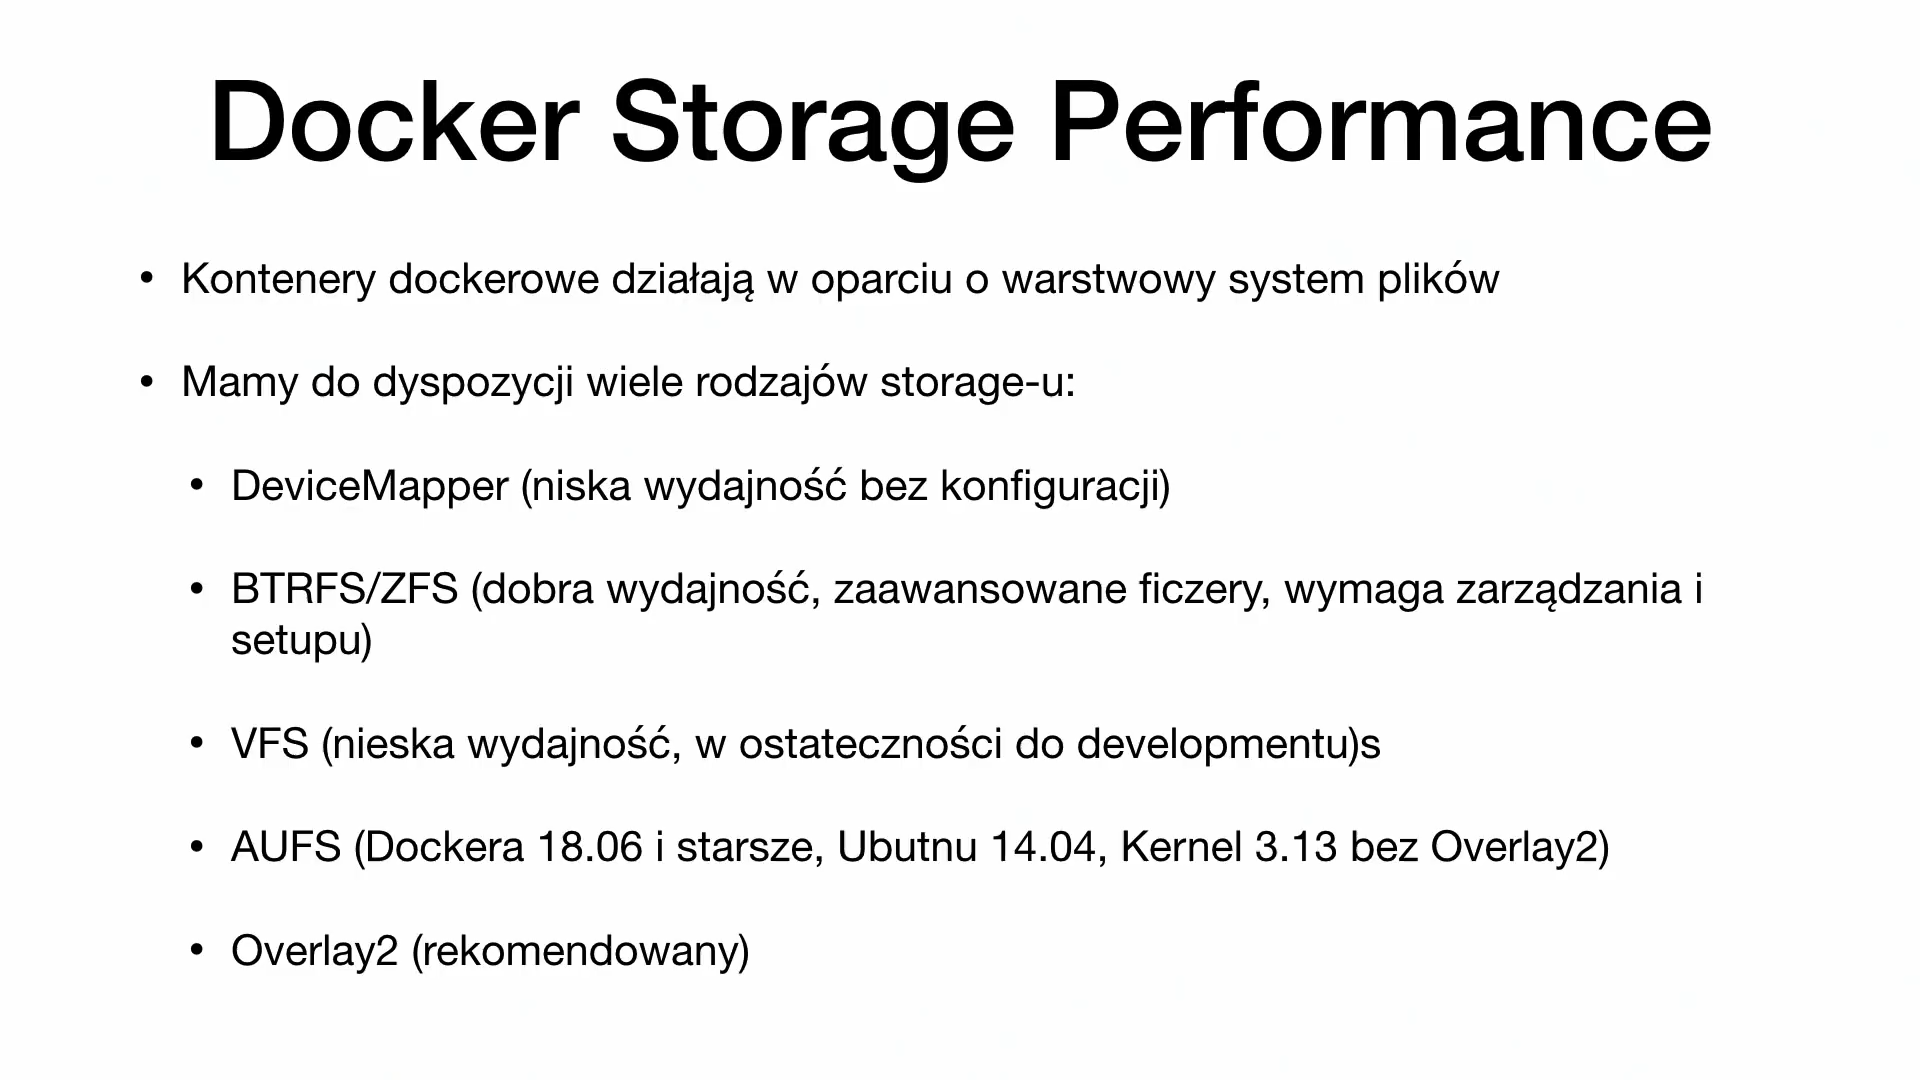 Docker Storage Performance
• Kontenery dockerowe działają w oparciu o warstwowy system plików
• Mamy do dyspozycji wiele rodzajów storage-u:
• DeviceMapper (niska wydajność bez konfiguracji)
• BTRFS/ZFS (dobra wydajność, zaawansowane ficzery, wymaga zarządzania i
setupu)
• VFS (nieska wydajność, w ostateczności do developmentu)s
• AUFS (Dockera 18.06 i starsze, Ubutnu 14.04, Kernel 3.13 bez Overlay2)
• Overlay2 (rekomendowany)